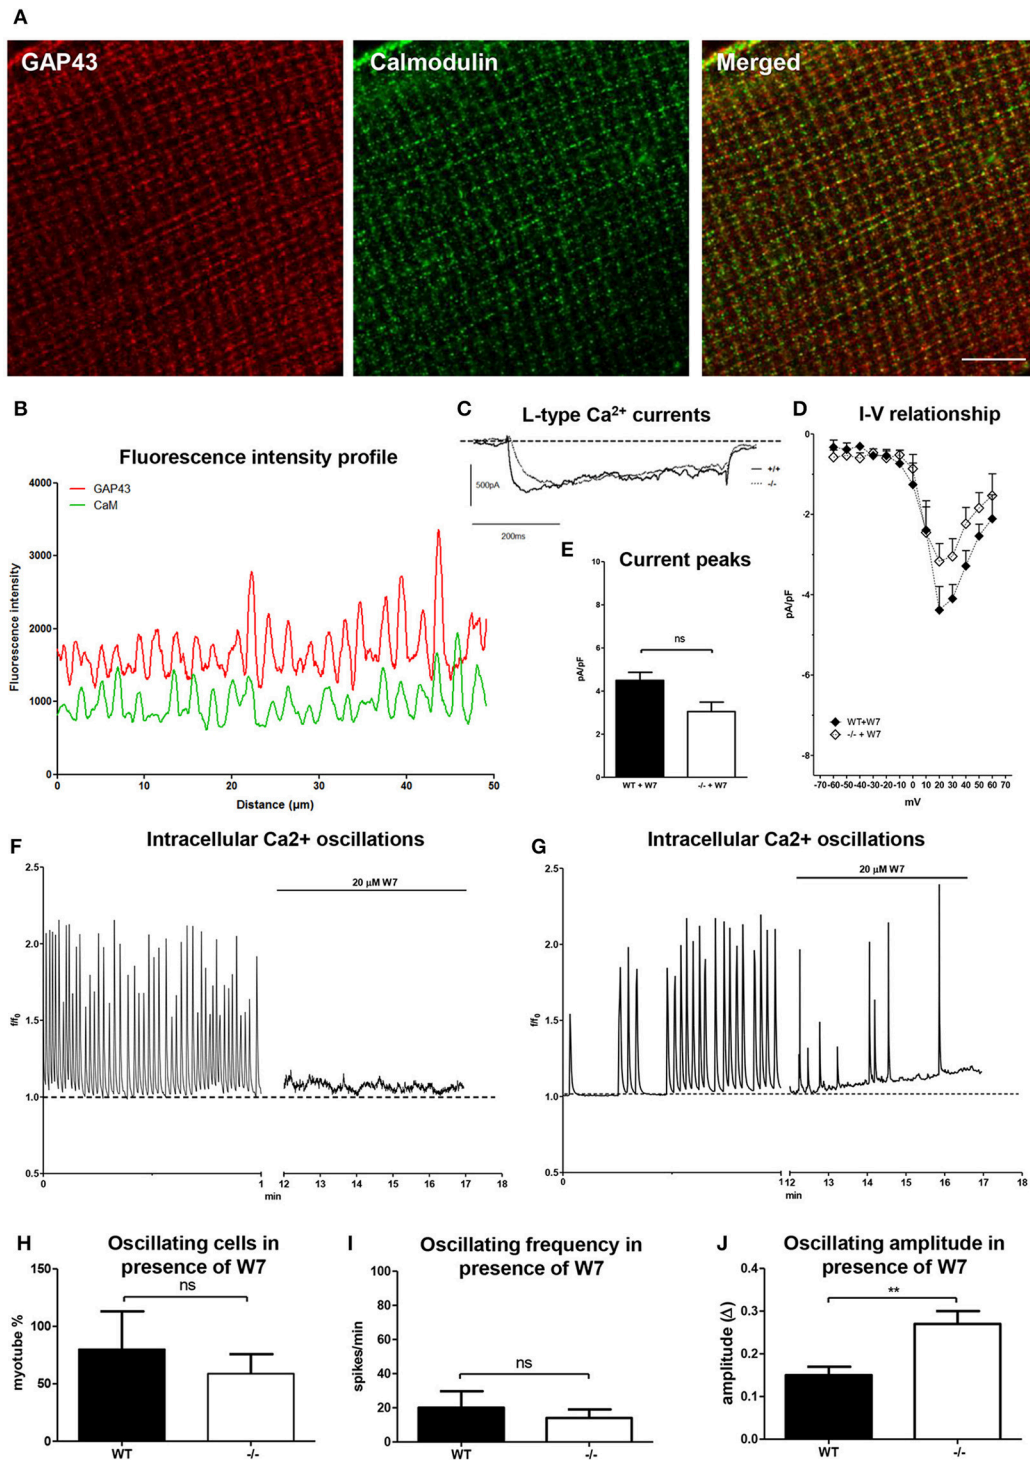 A
GAP43
Calmodulin
Merged
B
Fluorescence intensity profile
4000
3000
2000
1000
0
GAP43
CaM
Fluorescence intensity
0 10 20 30 40 50
Distance (µm)
C
L-type Ca2+ currents
500pA
200ms
+/+
-/-
D
I-V relationship
0
-2
-4
-6
-8
pA/pF
WT+W7
-/- + W7
-70 -60 -50 -40 -30 -20 -10 0 10 20 30 40 50 60 70
mV
E
Current peaks
10
8
6
4
2
0
pA/pF
ns
WT + W7
-/- + W7
F
Intracellular Ca2+ oscillations
20 µM W7
2.5
2.0
1.5
1.0
0.5
f/f0
0 1 12 13 14 15 16 17 18
min
G
Intracellular Ca2+ oscillations
20 µM W7
2.5
2.0
1.5
1.0
0.5
f/f0
0 1 12 13 14 15 16 17 18
min
H
Oscillating cells in
presence of W7
150
100
50
0
myotube %
ns
WT
-/-
I
Oscillating frequency in
presence of W7
100
80
60
40
20
0
spikes/min
ns
WT
-/-
J
Oscillating amplitude in
presence of W7
0.4
0.3
0.2
0.1
0.0
amplitude (Δ)
**
WT
-/-